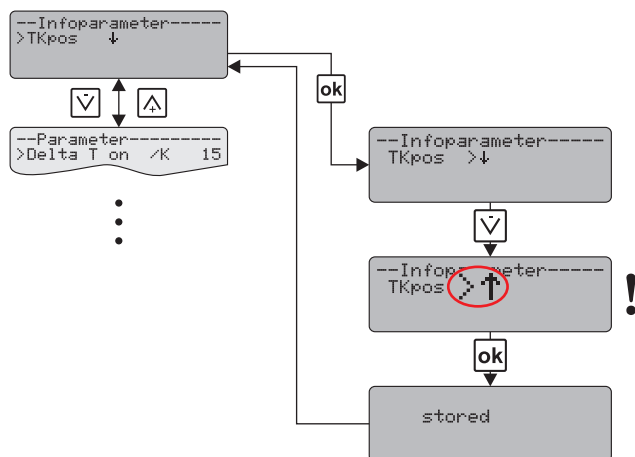 --Infoparameter-----
>TKpos ↓
ok
--Parameter---------
>Delta T on /K 15
--Infoparameter-----
TKpos >↓
--Infoparameter-----
TKpos >↑
!
ok
stored